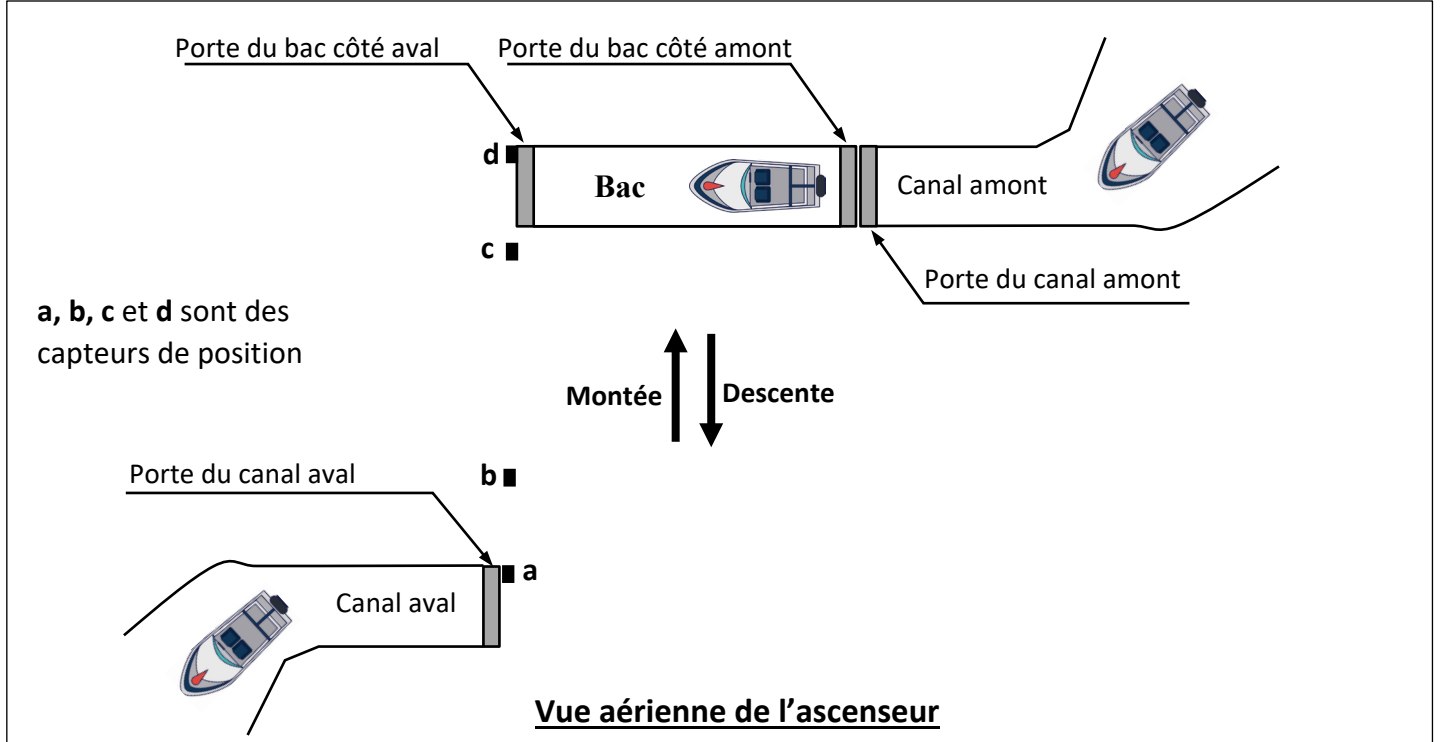 Porte du bac côté aval
Porte du bac côté amont
d
Bac
Canal amont
c
Porte du canal amont
a, b, c et d sont des
capteurs de position
Montée
Descente
Porte du canal aval
b
a
Canal aval
Vue aérienne de l'ascenseur